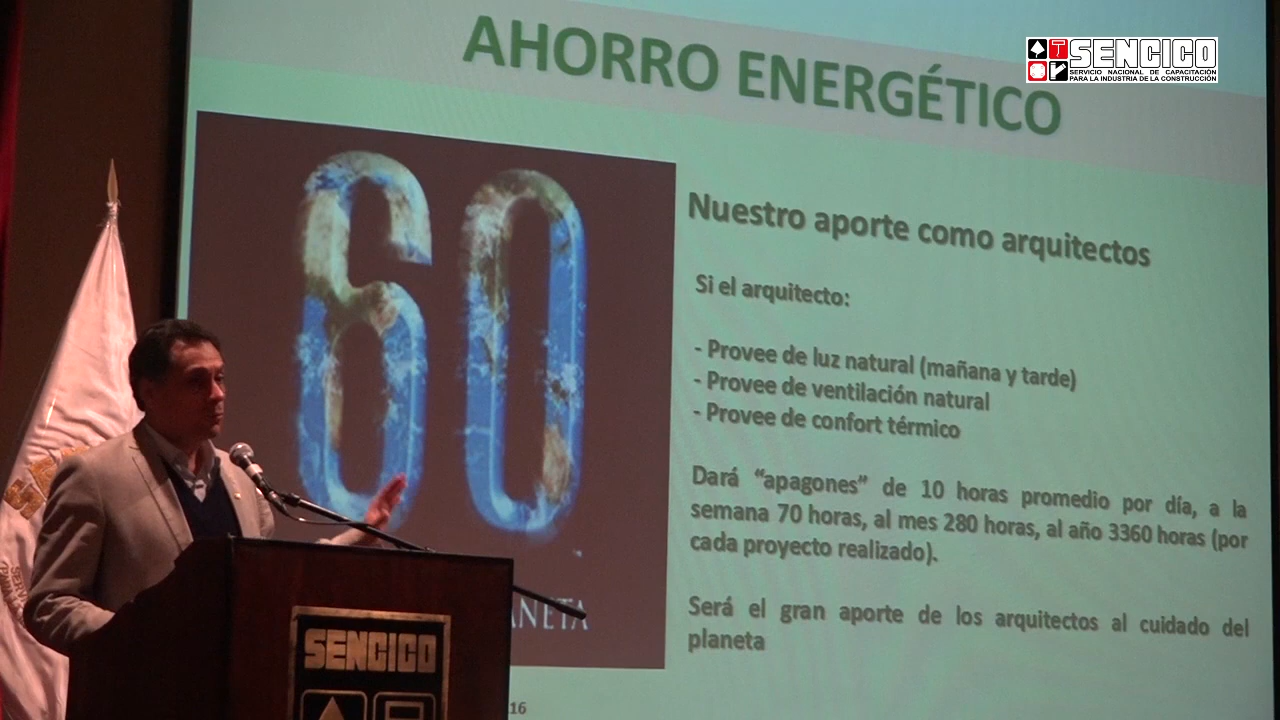 AHORRO ENERGÉTICO
SENCICO
SERVICIO NACIONAL DE CAPACITACIÓN
PARA LA INDUSTRIA DE LA CONSTRUCCIÓN
60
Nuestro aporte como arquitectos
Si el arquitecto:
- Provee de luz natural (mañana y tarde)
- Provee de ventilación natural
- Provee de confort térmico
Dará “apagones” de 10 horas promedio por día, a la
semana 70 horas, al mes 280 horas, al año 3360 horas (por
cada proyecto realizado).
Será el gran aporte de los arquitectos al cuidado del
planeta
ANETA
SENCICO
16